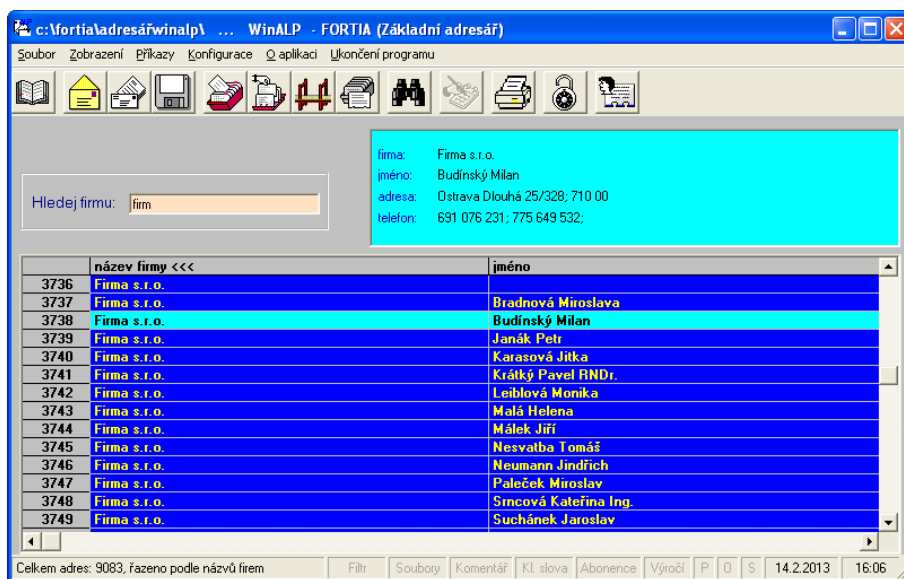 c:\fortia\adresářwinalp\ ... WinALP - FORTIA (Základní adresář)
Soubor Zobrazení Příkazy Konfigurace O aplikaci Ukončení programu
firma: Firma s.r.o.
jméno: Budínský Milan
adresa: Ostrava Dlouhá 25/328; 710 00
telefon: 691 076 231; 775 649 532;
Hledej firmu: firm
název firmy <<< jméno
3736 Firma s.r.o.
3737 Firma s.r.o. Bradnová Miroslava
3738 Firma s.r.o. Budínský Milan
3739 Firma s.r.o. Janák Petr
3740 Firma s.r.o. Karasová Jitka
3741 Firma s.r.o. Krátký Pavel RNDr.
3742 Firma s.r.o. Leiblová Monika
3743 Firma s.r.o. Malá Helena
3744 Firma s.r.o. Málek Jiří
3745 Firma s.r.o. Nesvatba Tomáš
3746 Firma s.r.o. Neumann Jindřich
3747 Firma s.r.o. Paleček Miroslav
3748 Firma s.r.o. Srncová Kateřina Ing.
3749 Firma s.r.o. Suchánek Jaroslav
Celkem adres: 9083, řazeno podle názvů firem Filtr Soubory Komentář Kl. slova Abonence Výročí P O S 14.2.2013 16:06